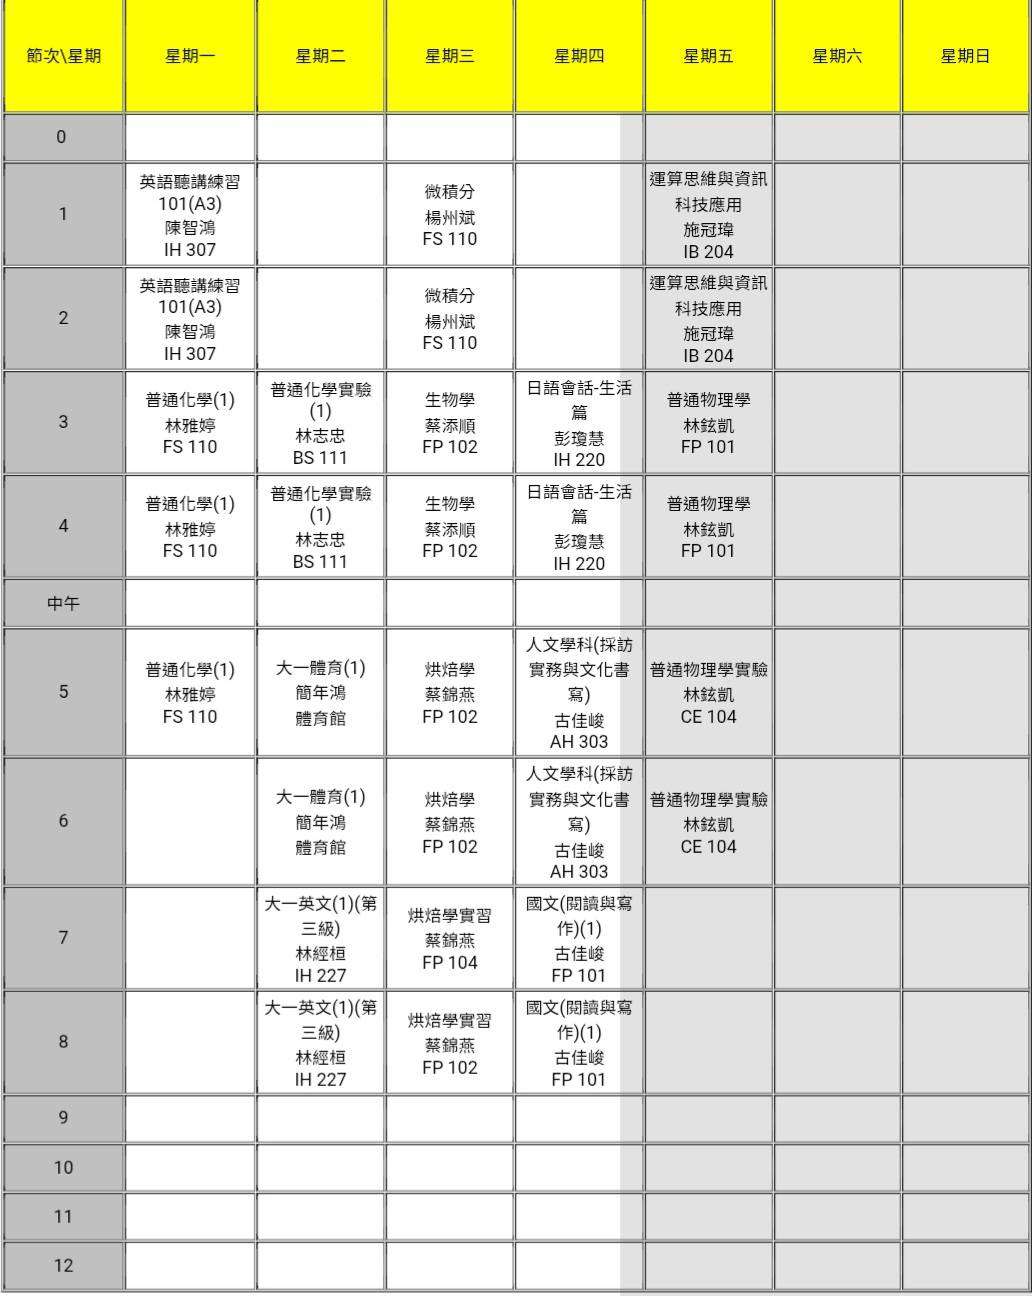 節次\星期 星期一 星期二 星期三 星期四 星期五 星期六 星期日
0
1
英語聽講練習
101(A3)
陳智鴻
IH 307
微積分
楊州斌
FS 110
運算思維與資訊
科技應用
施冠瑋
IB 204
2
英語聽講練習
101(A3)
陳智鴻
IH 307
微積分
楊州斌
FS 110
運算思維與資訊
科技應用
施冠瑋
IB 204
3
普通化學(1)
林雅婷
FS 110
普通化學實驗
(1)
林志忠
BS 111
生物學
蔡添順
FP 102
日語會話-生活
篇
彭瓊慧
IH 220
普通物理學
林鉉凱
FP 101
4
普通化學(1)
林雅婷
FS 110
普通化學實驗
(1)
林志忠
BS 111
生物學
蔡添順
FP 102
日語會話-生活
篇
彭瓊慧
IH 220
普通物理學
林鉉凱
FP 101
中午
5
普通化學(1)
林雅婷
FS 110
大一體育(1)
簡年鴻
體育館
烘焙學
蔡錦燕
FP 102
人文學科(採訪
實務與文化書
寫)
古佳峻
AH 303
普通物理學實驗
林鉉凱
CE 104
6
大一體育(1)
簡年鴻
體育館
烘焙學
蔡錦燕
FP 102
人文學科(採訪
實務與文化書
寫)
古佳峻
AH 303
普通物理學實驗
林鉉凱
CE 104
7
大一英文(1)(第
三級)
林經桓
IH 227
烘焙學實習
蔡錦燕
FP 104
國文(閱讀與寫
作)(1)
古佳峻
FP 101
8
大一英文(1)(第
三級)
林經桓
IH 227
烘焙學實習
蔡錦燕
FP 102
國文(閱讀與寫
作)(1)
古佳峻
FP 101
9
10
11
12